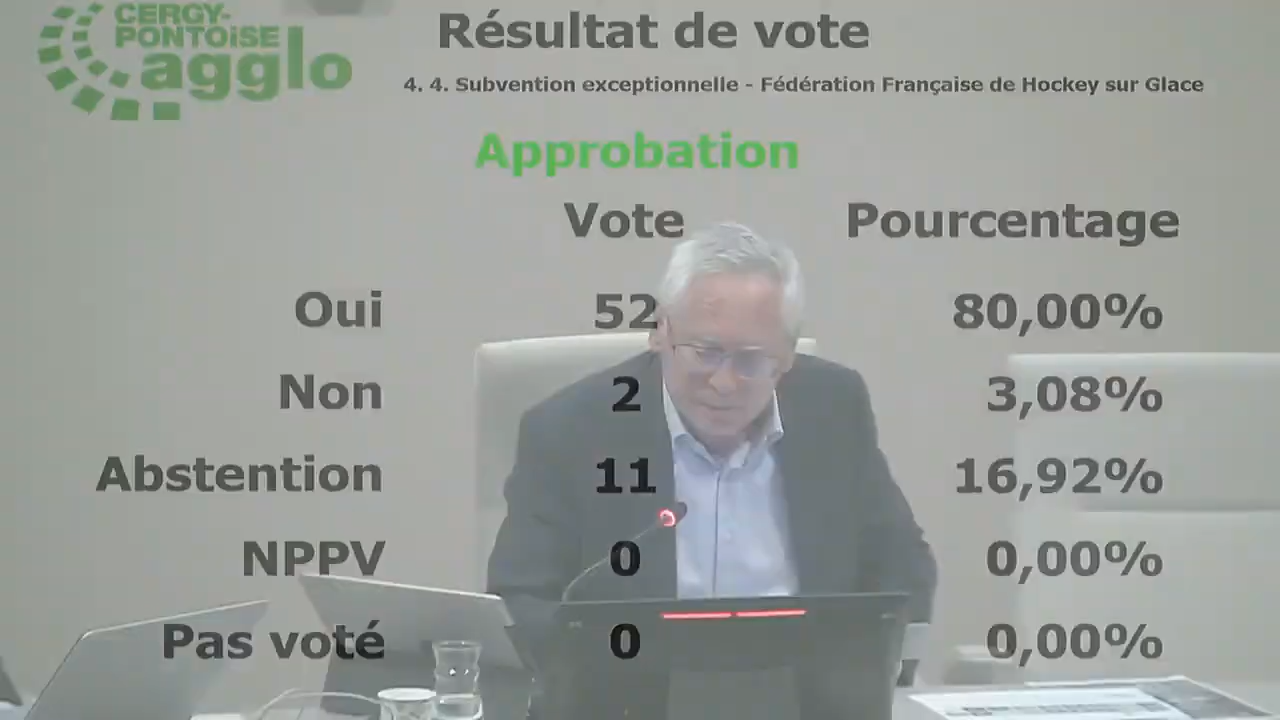 CERGY-
PONTOISE
agglo
Résultat de vote
4. 4. Subvention exceptionnelle - Fédération Française de Hockey sur Glace
Approbation
Vote Pourcentage
Oui 52 80,00%
Non 2 3,08%
Abstention 11 16,92%
NPPV 0 0,00%
Pas voté 0 0,00%